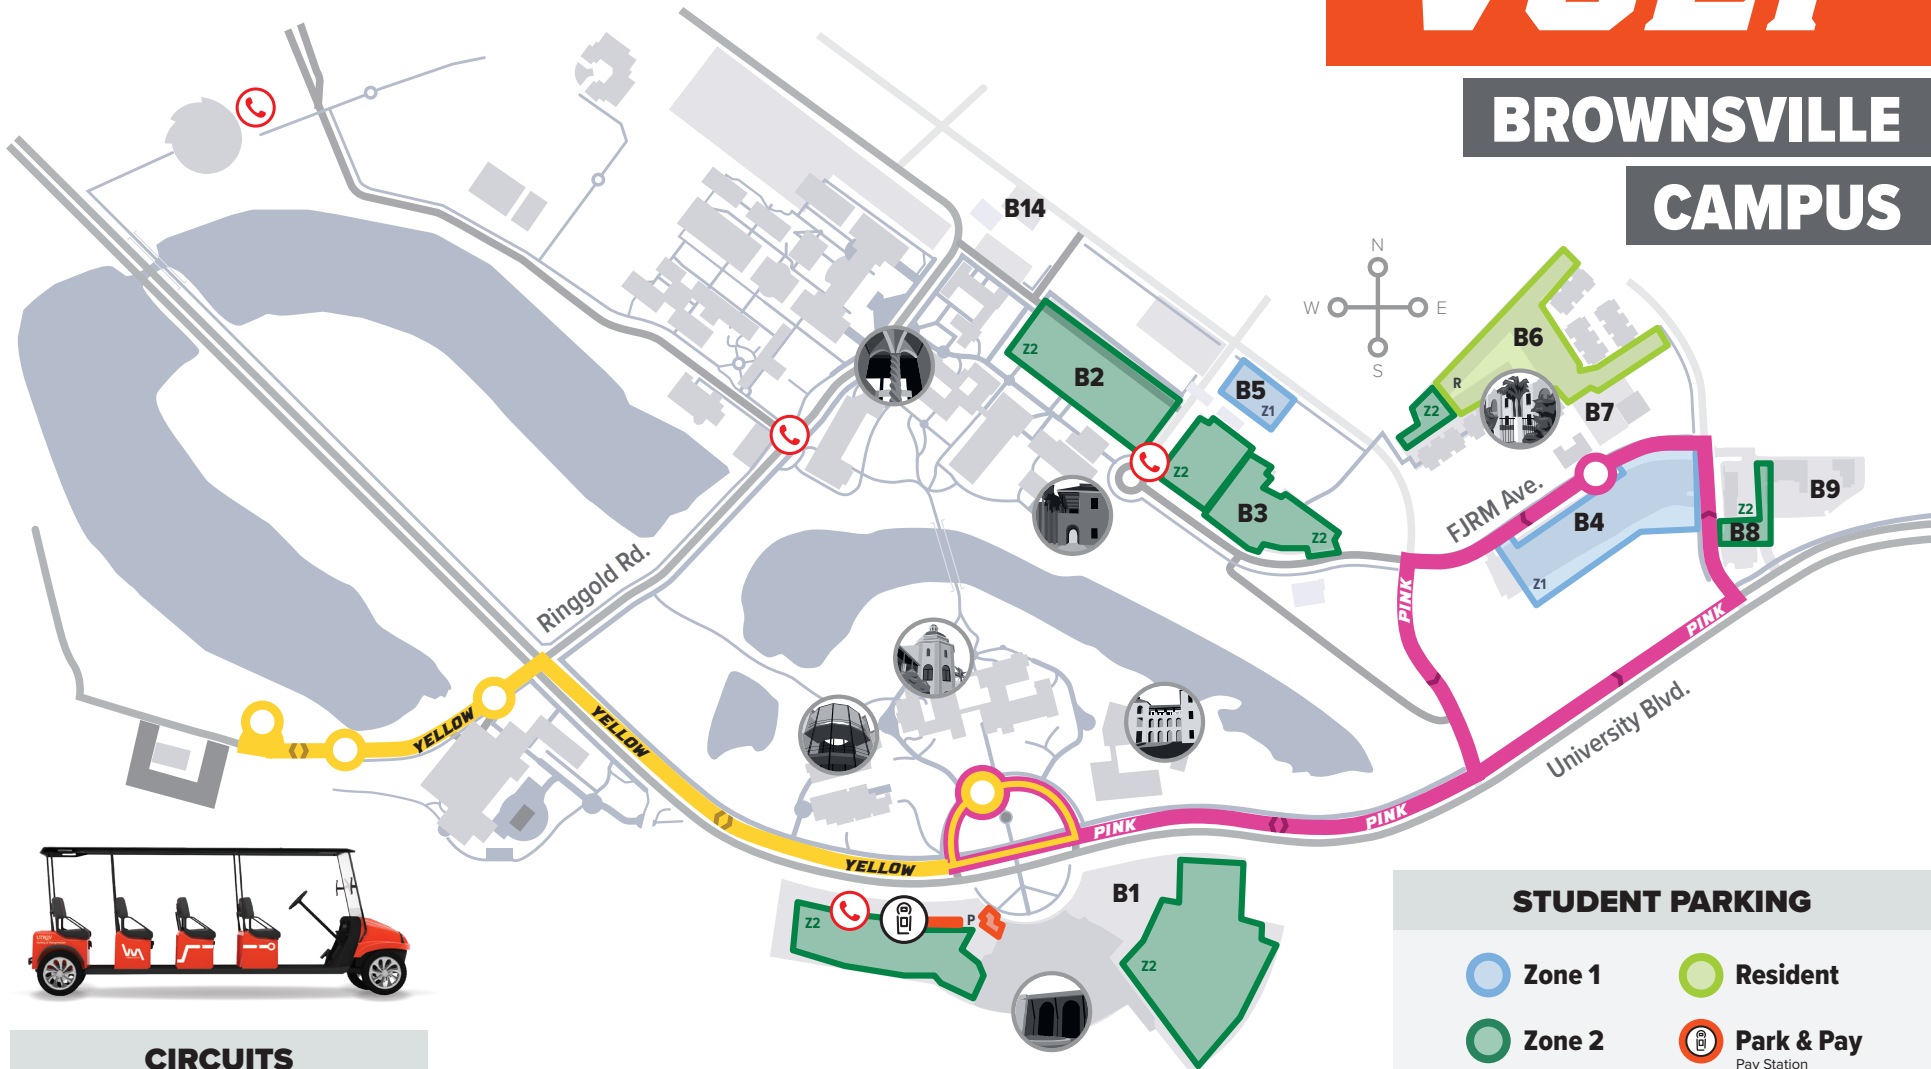 VOLT
BROWNSVILLE
CAMPUS
B14
N
W
E
S
Z2
B2
B5
Z1
B6
R
Z2
B7
Z2
B3
Z2
FJRM Ave.
B4
Z1
B9
Z2
B8
Ringgold Rd.
PINK
PINK
University Blvd.
YELLOW
YELLOW
YELLOW
PINK
PINK
B1
Z2
P
Z2
STUDENT PARKING
Zone 1
Resident
Zone 2
Park & Pay
Pay Station
CIRCUITS